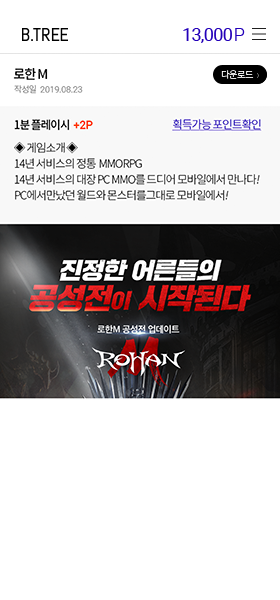 B.TREE
13,000P
로한 M
다운로드 >
작성일 2019.08.23
1분 플레이시 +2P
획득가능 포인트확인
◈ 게임소개 ◈
14년 서비스의 정통 MMORPG
14년 서비스의 대장 PC MMO를 드디어 모바일에서 만나다!
PC에서만났던 월드와 몬스터를그대로 모바일에서!
진정한 어른들의
공성전이 시작된다
로한M 공성전 업데이트
ROHAN
M